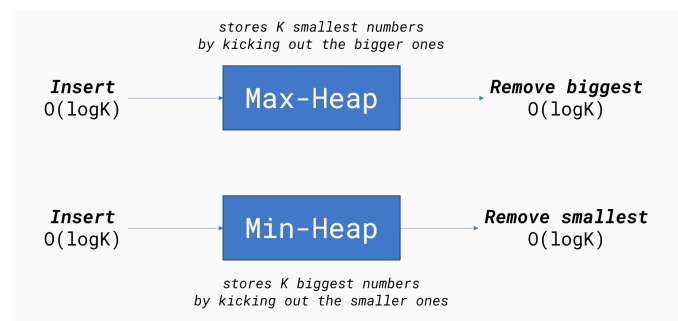 stores K smallest numbers
by kicking out the bigger ones
Insert
O(logK)
Max-Heap
Remove biggest
O(logK)
Insert
O(logK)
Min-Heap
Remove smallest
O(logK)
stores K biggest numbers
by kicking out the smaller ones